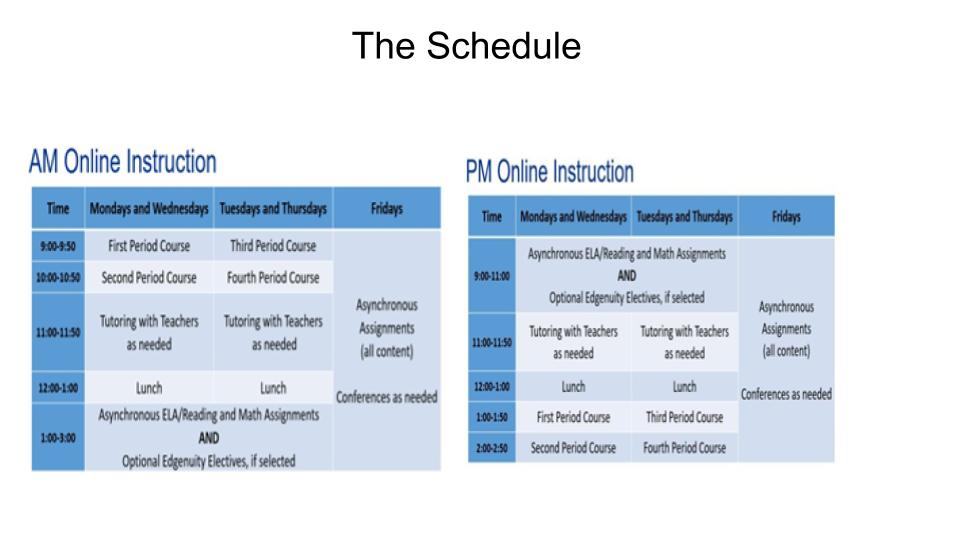 The Schedule
AM Online Instruction
Time Mondays and Wednesdays Tuesdays and Thursdays Fridays
9:00-9:50 First Period Course Third Period Course
10:00-10:50 Second Period Course Fourth Period Course
11:00-11:50 Tutoring with Teachers Tutoring with Teachers
as needed as needed
12:00-1:00 Lunch Lunch
1:00-3:00 Asynchronous ELA/Reading and Math Assignments
AND
Optional Edgenuity Electives, if selected
Asynchronous
Assignments
(all content)
Conferences as needed
PM Online Instruction
Time Mondays and Wednesdays Tuesdays and Thursdays Fridays
9:00-11:00 Asynchronous ELA/Reading and Math Assignments
AND
Optional Edgenuity Electives, if selected
11:00-11:50 Tutoring with Teachers Tutoring with Teachers
as needed as needed
12:00-1:00 Lunch Lunch
1:00-1:50 First Period Course Third Period Course
2:00-2:50 Second Period Course Fourth Period Course
Asynchronous
Assignments
(all content)
Conferences as needed